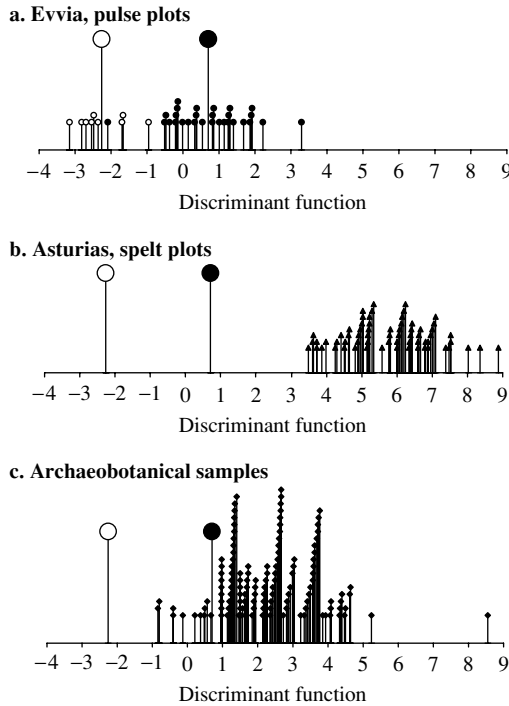 a. Evvia, pulse plots
−4 −3 −2 −1 0 1 2 3 4 5 6 7 8 9
Discriminant function
b. Asturias, spelt plots
−4 −3 −2 −1 0 1 2 3 4 5 6 7 8 9
Discriminant function
c. Archaeobotanical samples
−4 −3 −2 −1 0 1 2 3 4 5 6 7 8 9
Discriminant function